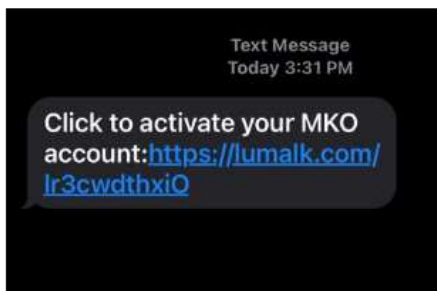 Text Message
Today 3:31 PM
Click to activate your MKO
account:https://lumalk.com/
lr3cwdthxiO